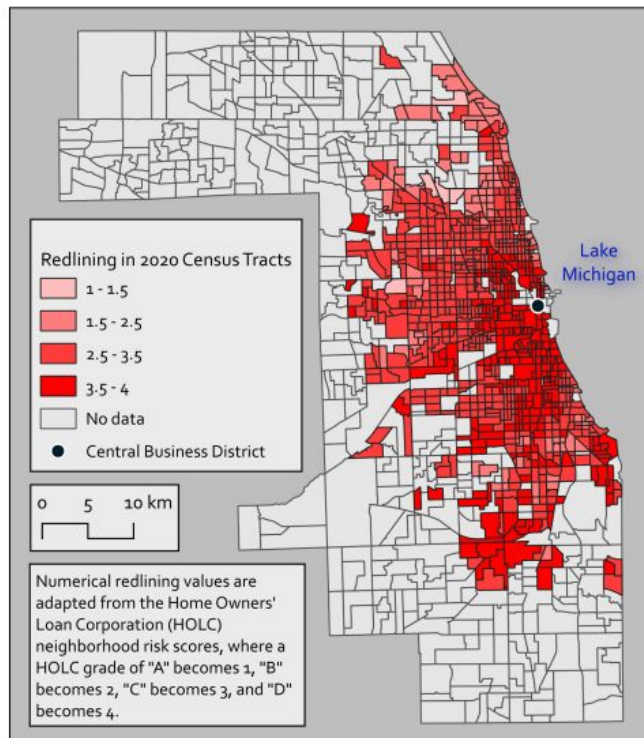 Lake
Michigan
Redlining in 2020 Census Tracts
1 - 1.5
1.5 - 2.5
2.5 - 3.5
3.5 - 4
No data
Central Business District
0 5 10 km
Numerical redlining values are
adapted from the Home Owners'
Loan Corporation (HOLC)
neighborhood risk scores, where a
HOLC grade of "A" becomes 1, "B"
becomes 2, "C" becomes 3, and "D"
becomes 4.